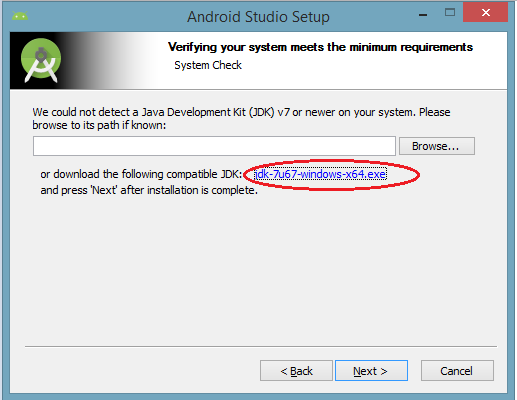 Android Studio Setup
Verifying your system meets the minimum requirements
System Check
We could not detect a Java Development Kit (JDK) v7 or newer on your system. Please
browse to its path if known:
Browse...
or download the following compatible JDK: jdk-7u67-windows-x64.exe
and press 'Next' after installation is complete.
< Back
Next >
Cancel